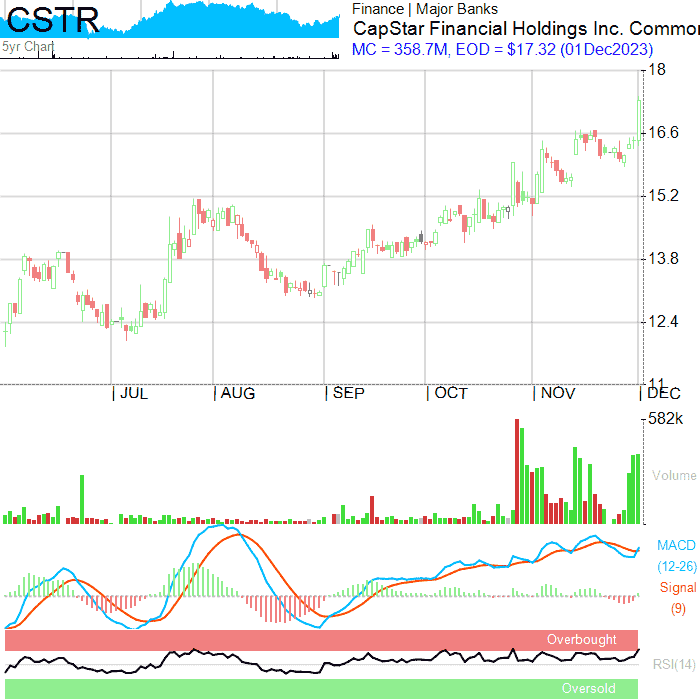 CSTR
5yr Chart
Finance | Major Banks
CapStar Financial Holdings Inc. Common
MC = 358.7M, EOD = $17.32 (01Dec2023)
18
16.6
15.2
13.8
12.4
11
JUL AUG SEP OCT NOV DEC
582k
Volume
MACD
(12-26)
Signal
(9)
Overbought
RSI(14)
Oversold